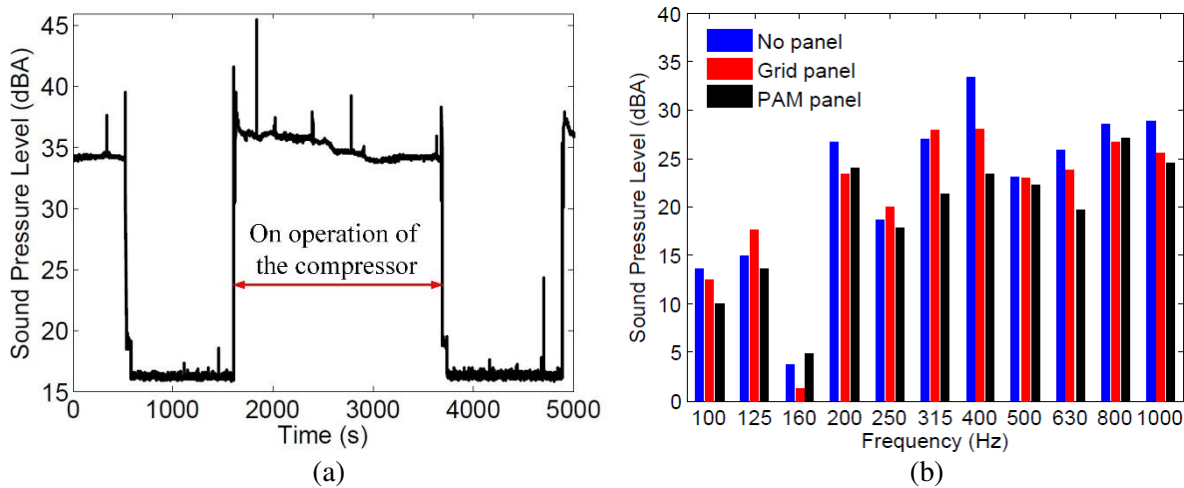 45
40
35
30
25
20
15
Sound Pressure Level (dBA)
On operation of
the compressor
0 1000 2000 3000 4000 5000
Time (s)
(a)
40
35
30
25
20
15
10
5
0
Sound Pressure Level (dBA)
No panel
Grid panel
PAM panel
100 125 160 200 250 315 400 500 630 800 1000
Frequency (Hz)
(b)